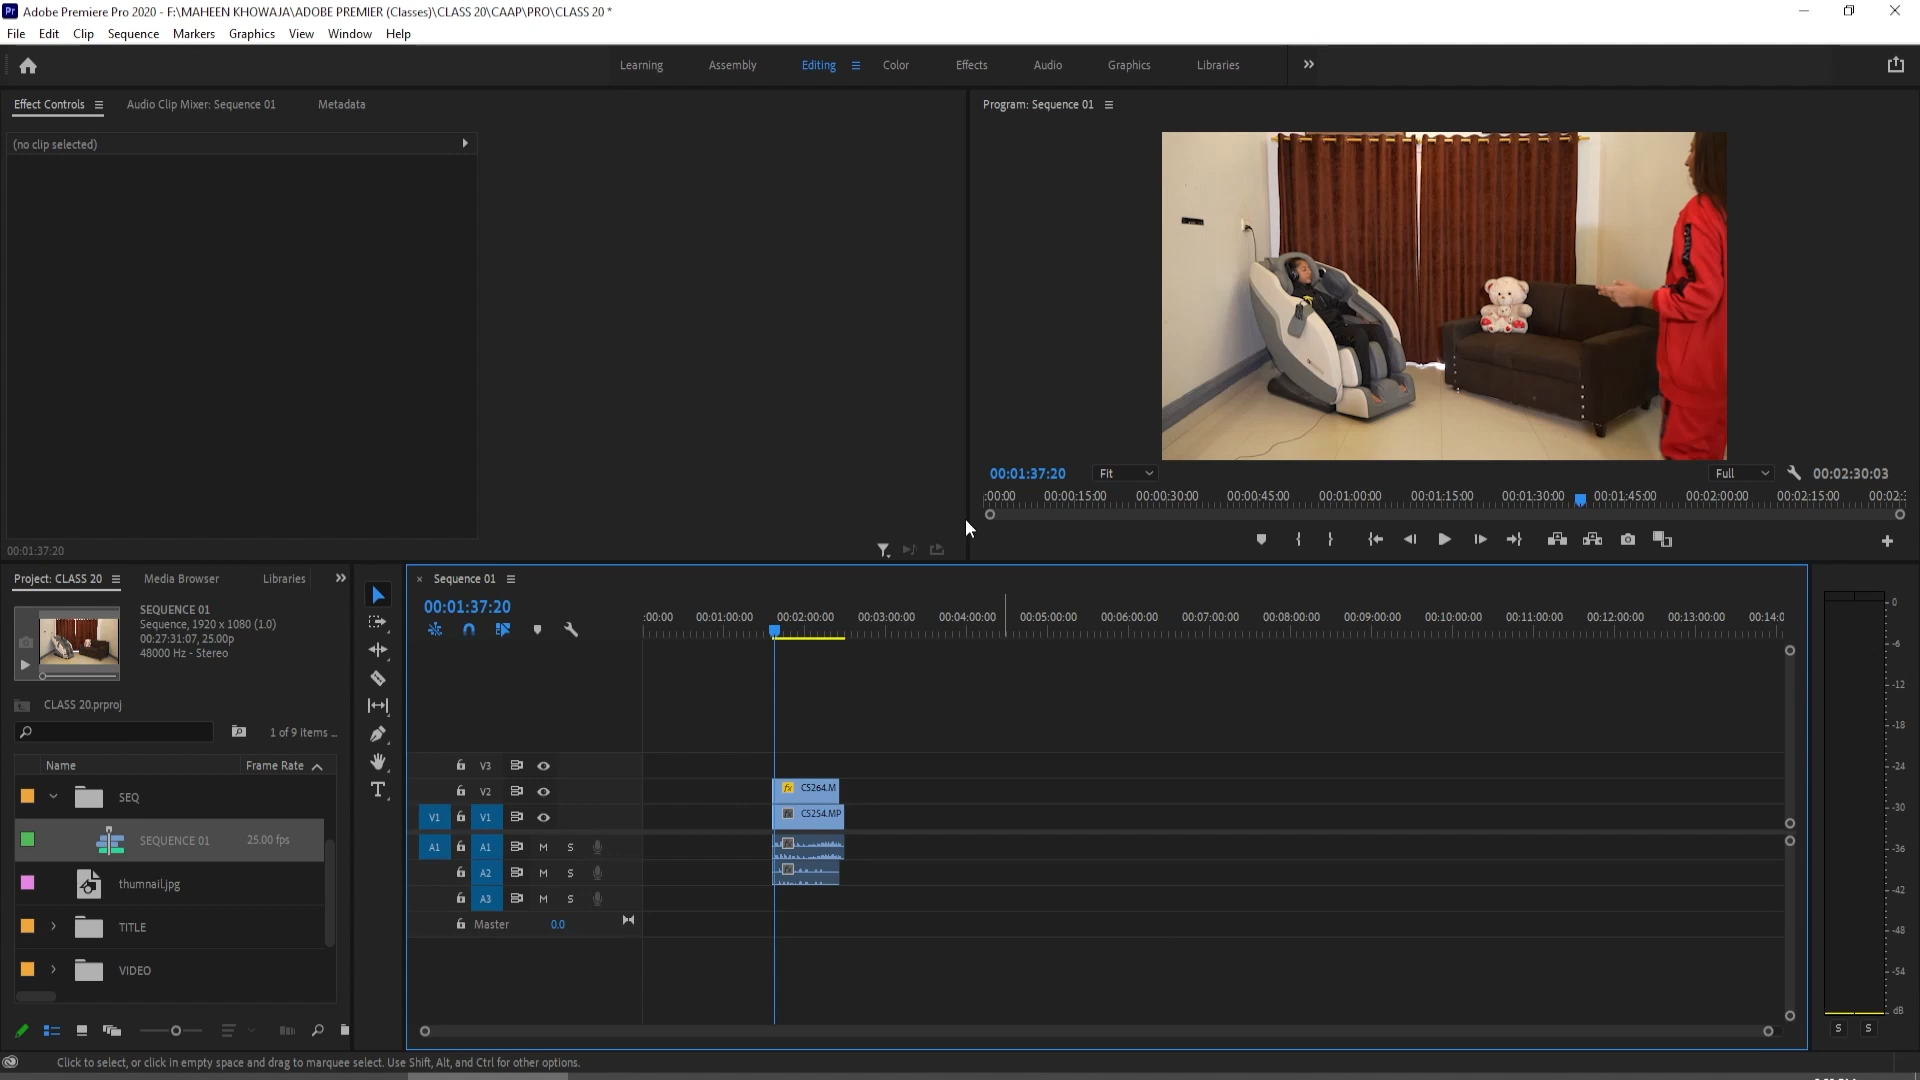 Adobe Premiere Pro 2020 - F:\MAHEEN KHOWAJA\ADOBE PREMIER (Classes)\CLASS 20\CAAP\PRO\CLASS 20 *
File Edit Clip Sequence Markers Graphics View Window Help
Learning Assembly Editing Color Effects Audio Graphics Libraries
Effect Controls Audio Clip Mixer: Sequence 01 Metadata
Program: Sequence 01
(no clip selected)
00:01:37:20 Fit Full 00:02:30:03
:00:00 00:00:15:00 00:00:30:00 00:00:45:00 00:01:00:00 00:01:15:00 00:01:30:00 00:01:45:00 00:02:00:00 00:02:15:00 00:02:
00:01:37:20
Project: CLASS 20 Media Browser Libraries
SEQUENCE 01
Sequence, 1920 x 1080 (1.0)
00:27:31:07, 25.00p
48000 Hz - Stereo
CLASS 20.prproj
1 of 9 items ...
Name Frame Rate
SEQ
SEQUENCE 01 25.00 fps
thumnail.jpg
TITLE
VIDEO
Sequence 01
00:01:37:20
:00:00 00:01:00:00 00:02:00:00 00:03:00:00 00:04:00:00 00:05:00:00 00:06:00:00 00:07:00:00 00:08:00:00 00:09:00:00 00:10:00:00 00:11:00:00 00:12:00:00 00:13:00:00 00:14:0
V3
V2 fx CS264.M
V1 V1 CS254.MP
A1 A1 M S
A2 M S
A3 M S
Master 0.0
0
-6
-12
-18
-24
-30
-36
-42
-48
-54
dB
S S
Click to select, or click in empty space and drag to marquee select. Use Shift, Alt, and Ctrl for other options.